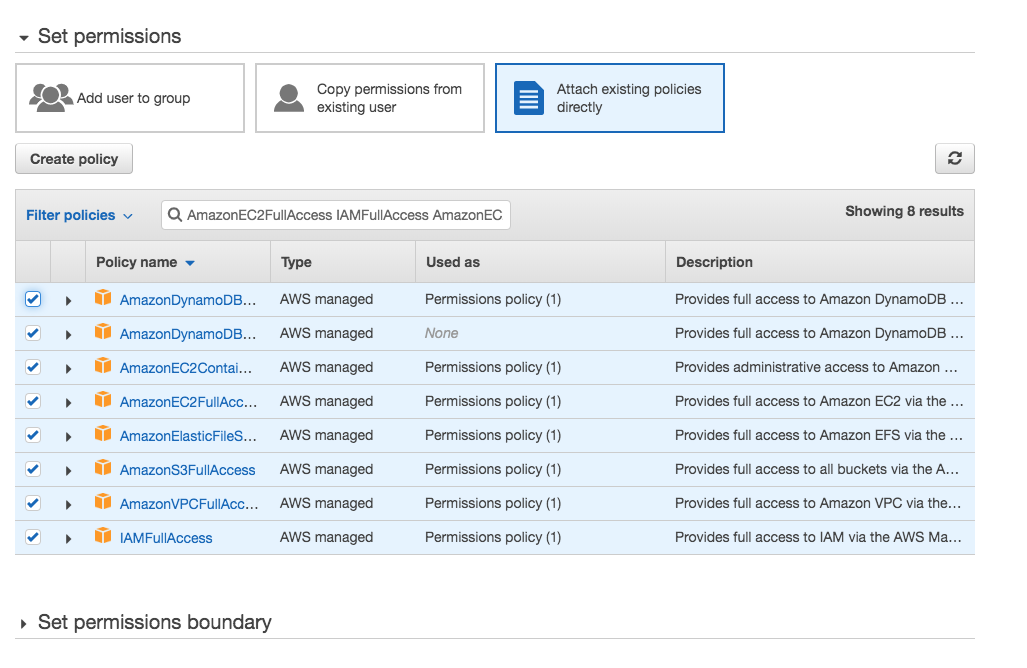 Set permissions
Add user to group
Copy permissions from
existing user
Attach existing policies
directly
Create policy
Filter policies
AmazonEC2FullAccess IAMFullAccess AmazonEC
Showing 8 results
Policy name Type Used as Description
AmazonDynamoDB... AWS managed Permissions policy (1) Provides full access to Amazon DynamoDB ...
AmazonDynamoDB... AWS managed None Provides full access to Amazon DynamoDB ...
AmazonEC2Contai... AWS managed Permissions policy (1) Provides administrative access to Amazon ...
AmazonEC2FullAcc... AWS managed Permissions policy (1) Provides full access to Amazon EC2 via the ...
AmazonElasticFileS... AWS managed Permissions policy (1) Provides full access to Amazon EFS via the ...
AmazonS3FullAccess AWS managed Permissions policy (1) Provides full access to all buckets via the A...
AmazonVPCFullAcc... AWS managed Permissions policy (1) Provides full access to Amazon VPC via the...
IAMFullAccess AWS managed Permissions policy (1) Provides full access to IAM via the AWS Ma...
Set permissions boundary